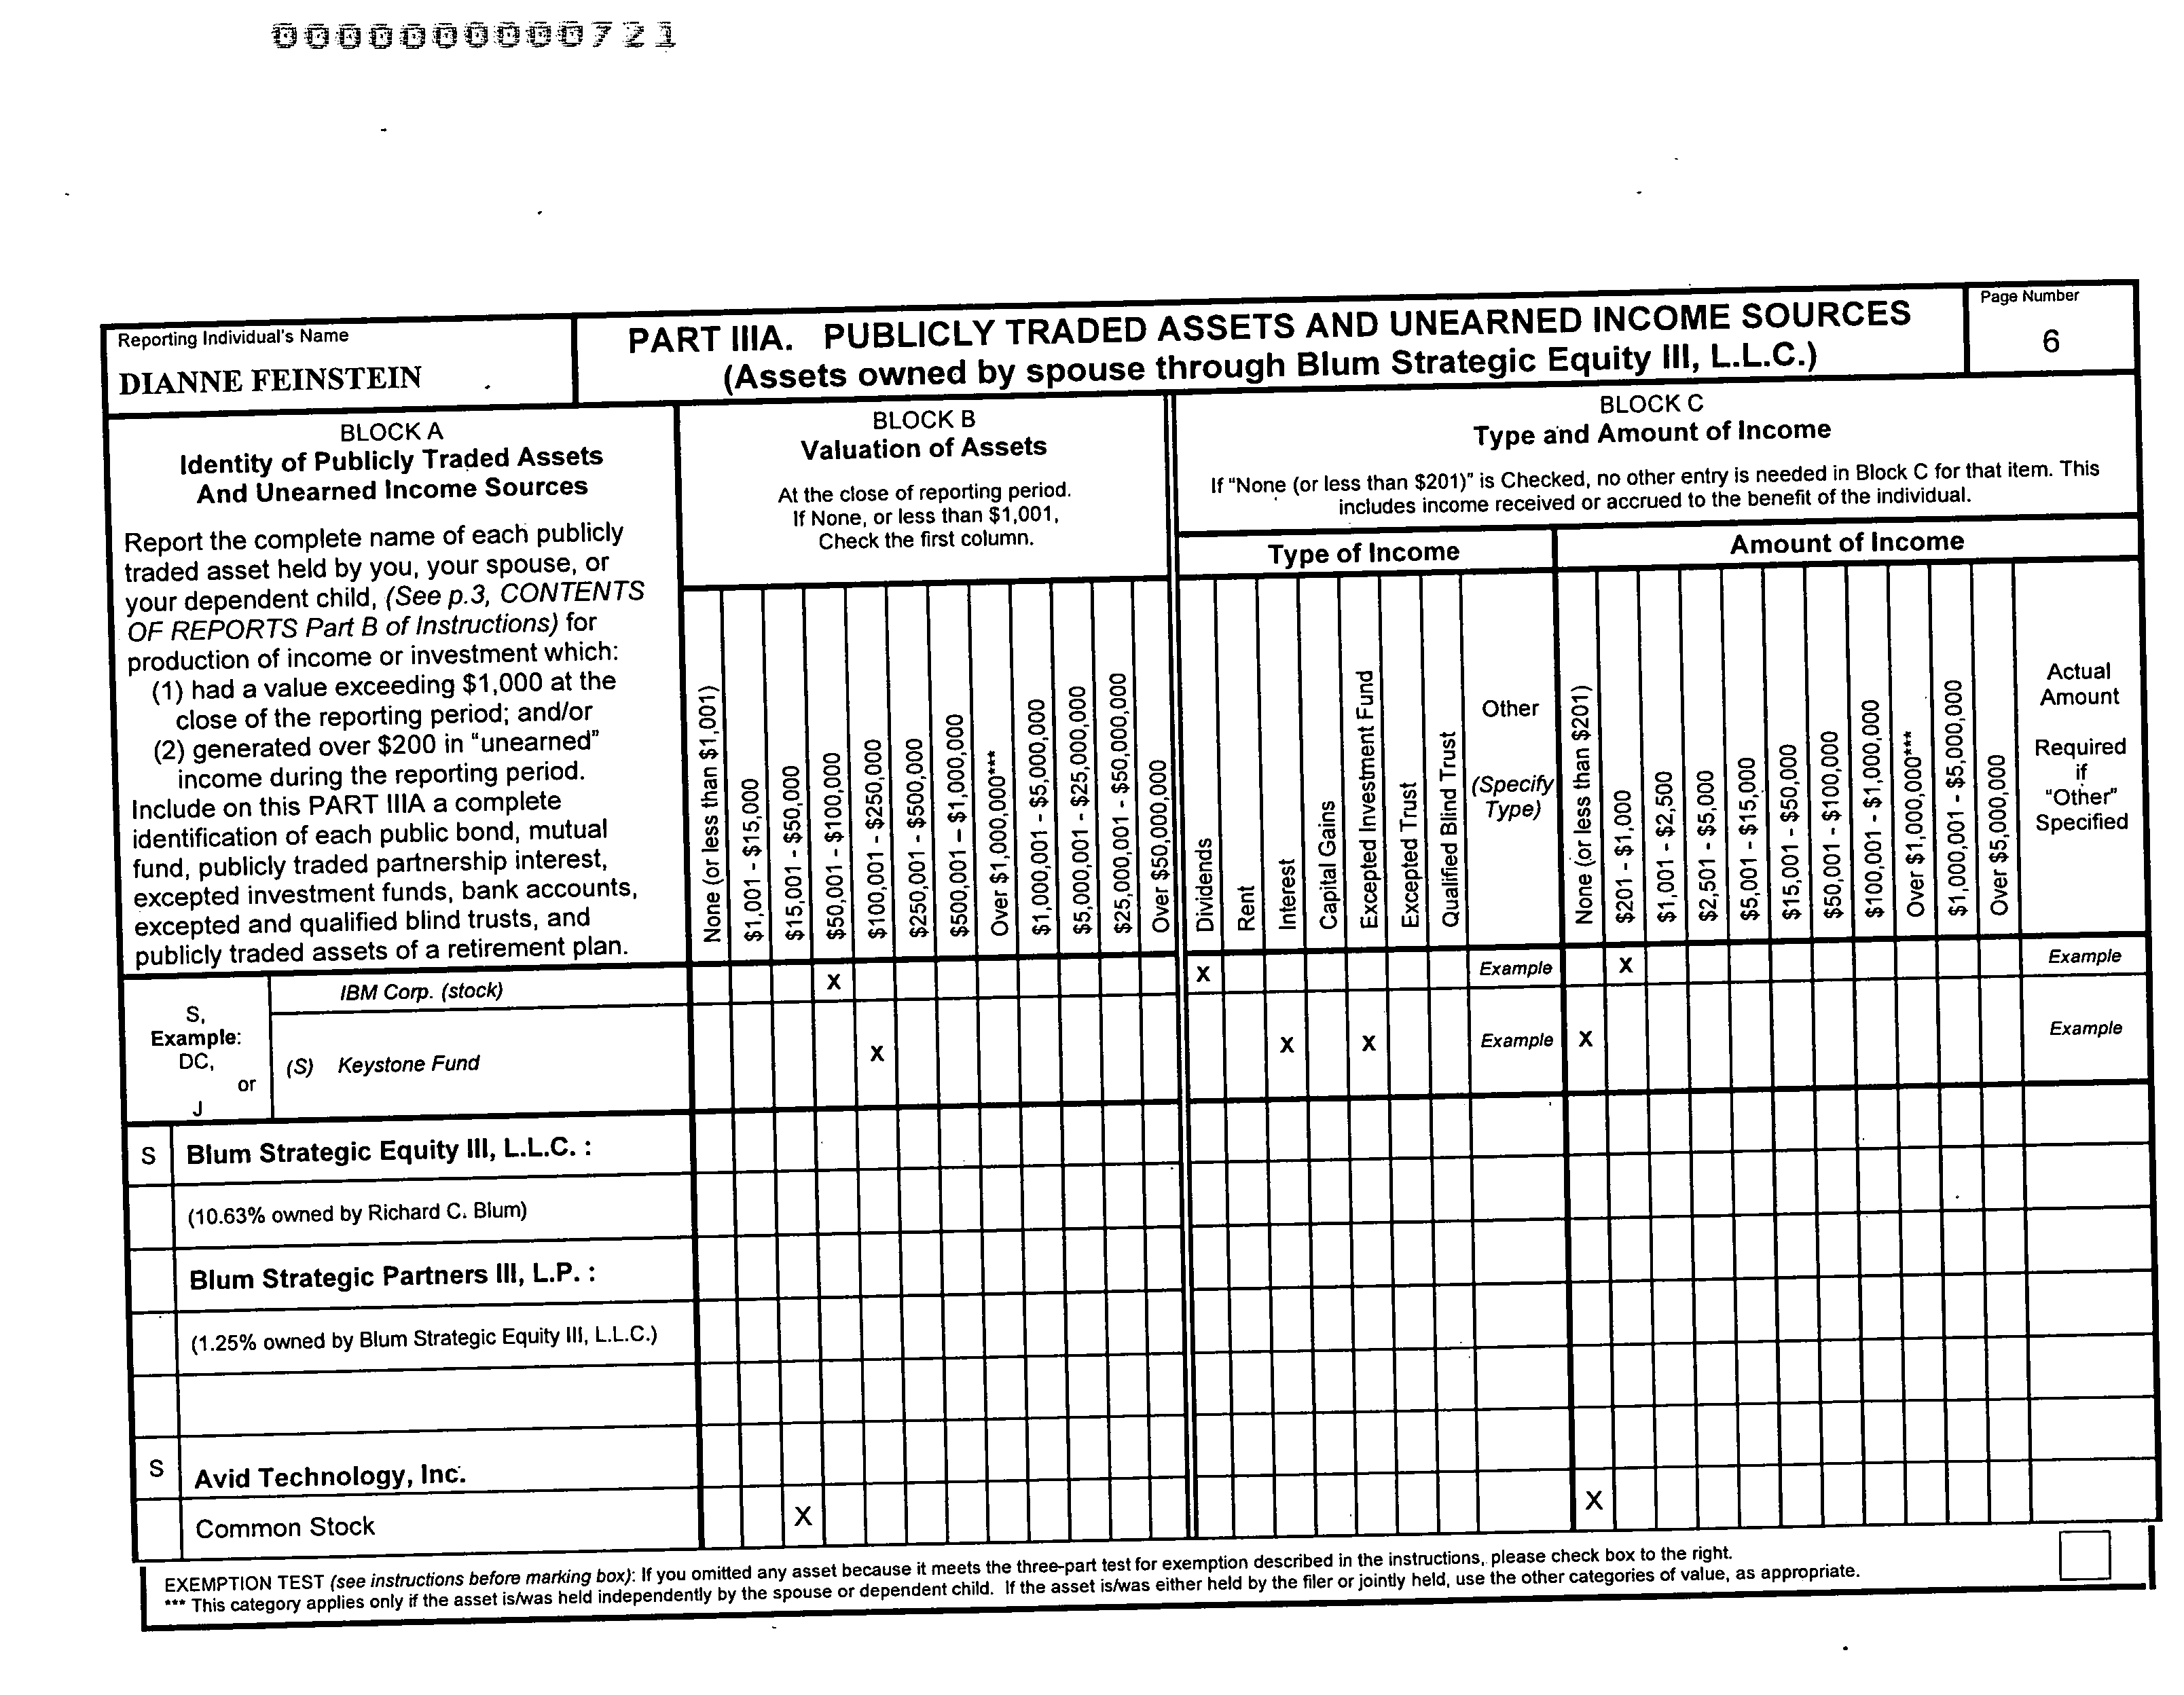 0000000000721
Reporting Individual's Name
DIANNE FEINSTEIN
PART IIIA. PUBLICLY TRADED ASSETS AND UNEARNED INCOME SOURCES
(Assets owned by spouse through Blum Strategic Equity III, L.L.C.)
Page Number
6
BLOCK A
Identity of Publicly Traded Assets
And Unearned Income Sources
Report the complete name of each publicly
traded asset held by you, your spouse, or
your dependent child, (See p.3, CONTENTS
OF REPORTS Part B of Instructions) for
production of income or investment which:
(1) had a value exceeding $1,000 at the
close of the reporting period; and/or
(2) generated over $200 in "unearned"
income during the reporting period.
Include on this PART IIIA a complete
identification of each public bond, mutual
fund, publicly traded partnership interest,
excepted investment funds, bank accounts,
excepted and qualified blind trusts, and
publicly traded assets of a retirement plan.
BLOCK B
Valuation of Assets
At the close of reporting period.
If None, or less than $1,001,
Check the first column.
None (or less than $1,001)
$1,001 - $15,000
$15,001 - $50,000
$50,001 - $100,000
$100,001 - $250,000
$250,001 - $500,000
$500,001 – $1,000,000
Over $1,000,000***
$1,000,001 - $5,000,000
$5,000,001 - $25,000,000
$25,000,001 - $50,000,000
Over $50,000,000
BLOCK C
Type and Amount of Income
If "None (or less than $201)" is Checked, no other entry is needed in Block C for that item. This
includes income received or accrued to the benefit of the individual.
Type of Income
Dividends
Rent
Interest
Capital Gains
Excepted Investment Fund
Excepted Trust
Qualified Blind Trust
Other
(Specify
Type)
Amount of Income
None (or less than $201)
$201 - $1,000
$1,001 - $2,500
$2,501 - $5,000
$5,001 - $15,000
$15,001 - $50,000
$50,001 - $100,000
$100,001 - $1,000,000
Over $1,000,000***
$1,000,001 - $5,000,000
Over $5,000,000
Actual
Amount
Required
if
"Other"
Specified
S,
Example:
DC,
or
J
IBM Corp. (stock) X X Example X Example
(S) Keystone Fund X X X Example X Example
S Blum Strategic Equity III, L.L.C. :
(10.63% owned by Richard C. Blum)
Blum Strategic Partners III, L.P. :
(1.25% owned by Blum Strategic Equity III, L.L.C.)
S Avid Technology, Inc.
Common Stock X X
EXEMPTION TEST (see instructions before marking box): If you omitted any asset because it meets the three-part test for exemption described in the instructions, please check box to the right.
*** This category applies only if the asset is/was held independently by the spouse or dependent child. If the asset is/was either held by the filer or jointly held, use the other categories of value, as appropriate.